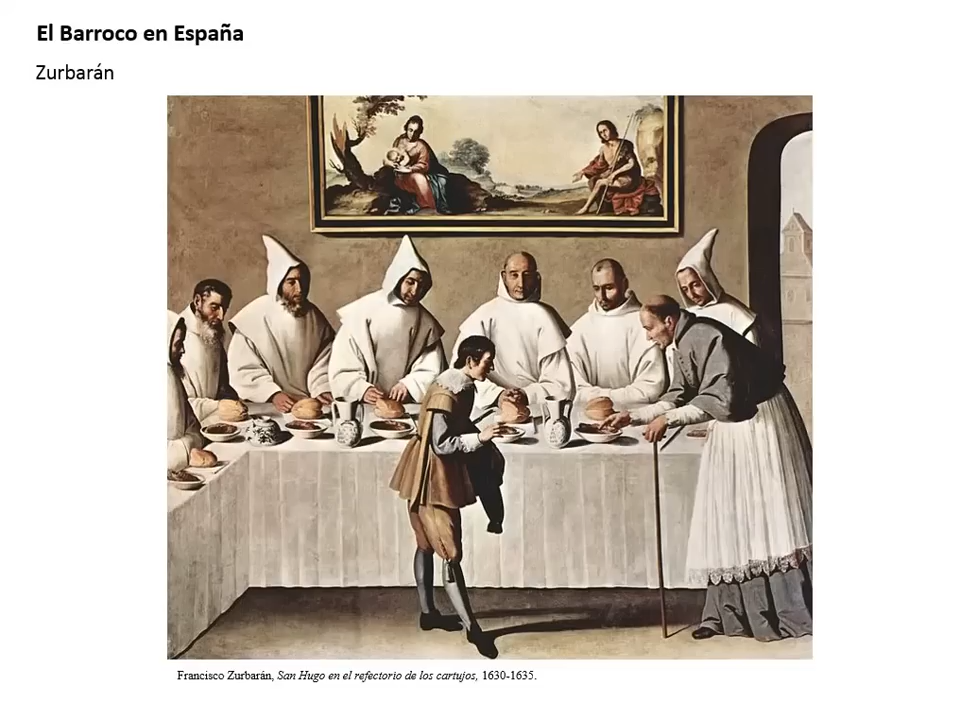 El Barroco en España
Zurbarán
Francisco Zurbarán, San Hugo en el refectorio de los cartujos, 1630-1635.